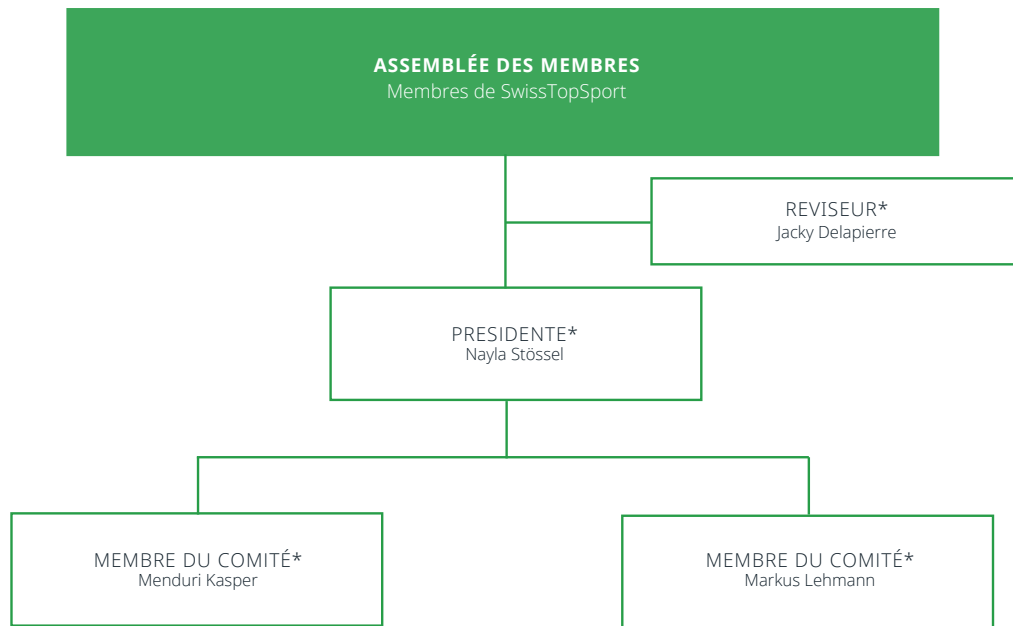 ASSEMBLÉE DES MEMBRES
Membres de SwissTopSport
REVISEUR*
Jacky Delapierre
PRESIDENTE*
Nayla Stössel
MEMBRE DU COMITÉ*
Menduri Kasper
MEMBRE DU COMITÉ*
Markus Lehmann